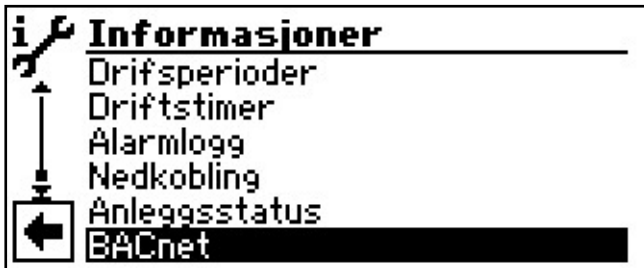 i Informasjoner
Drifsperioder
Driftstimer
Alarmlogg
Nedkobling
Anleggsstatus
BACnet